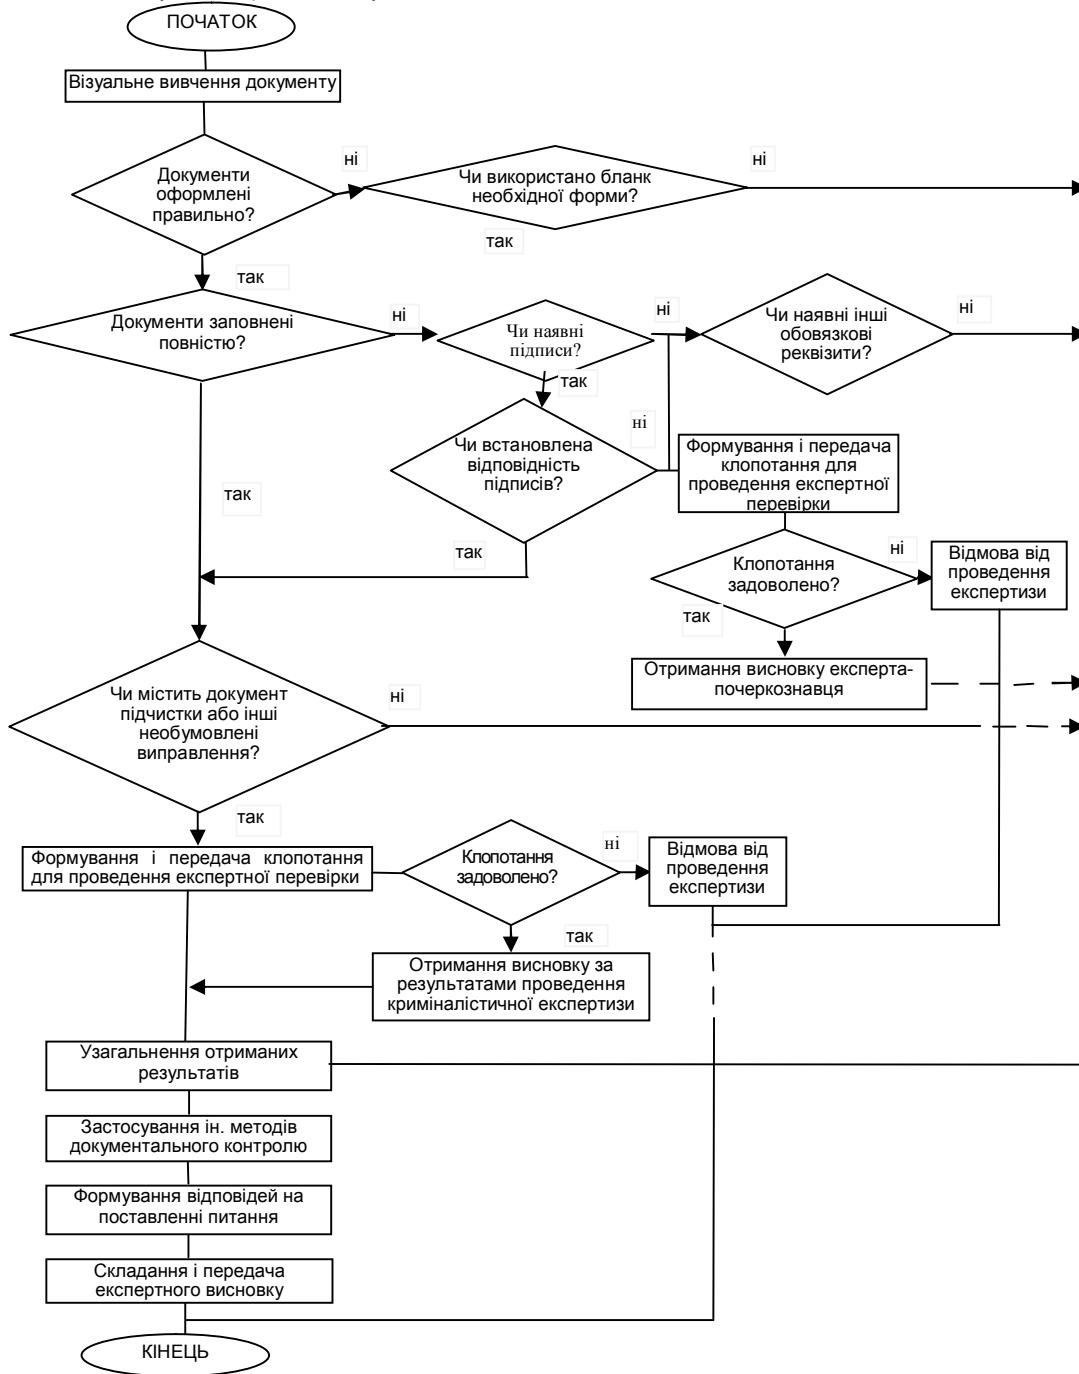 ПОЧАТОК
Візуальне вивчення документу
Документи
оформлені
правильно?
ні
Чи використано бланк
необхідної форми?
ні
так
так
Документи заповнені
повністю?
ні
Чи наявні
підписи?
ні
Чи наявні інші
обовязкові
реквізити?
ні
так
Чи встановлена
відповідність
підписів?
ні
Формування і передача
клопотання для
проведення експертної
перевірки
так
так
Клопотання
задоволено?
ні
Відмова від
проведення
експертизи
так
Отримання висновку експерта-
почеркознавця
Чи містить документ
підчистки або інші
необумовлені
виправлення?
ні
так
Формування і передача клопотання
для проведення експертної перевірки
Клопотання
задоволено?
ні
Відмова від
проведення
експертизи
так
Отримання висновку за
результатами проведення
криміналістичної експертизи
Узагальнення отриманих
результатів
Застосування ін. методів
документального контролю
Формування відповідей на
поставленні питання
Складання і передача
експертного висновку
КІНЕЦЬ